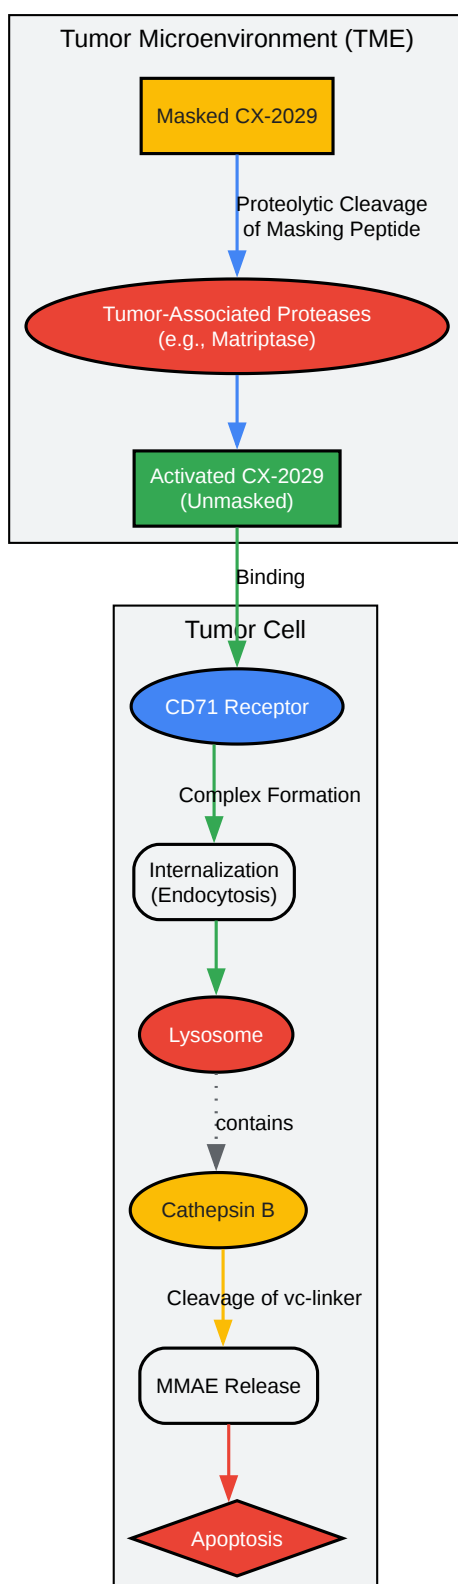 Tumor Microenvironment (TME)
Masked CX-2029
Proteolytic Cleavage
of Masking Peptide
Tumor-Associated Proteases
(e.g., Matriptase)
Activated CX-2029
(Unmasked)
Binding
Tumor Cell
CD71 Receptor
Complex Formation
Internalization
(Endocytosis)
Lysosome
contains
Cathepsin B
Cleavage of vc-linker
MMAE Release
Apoptosis